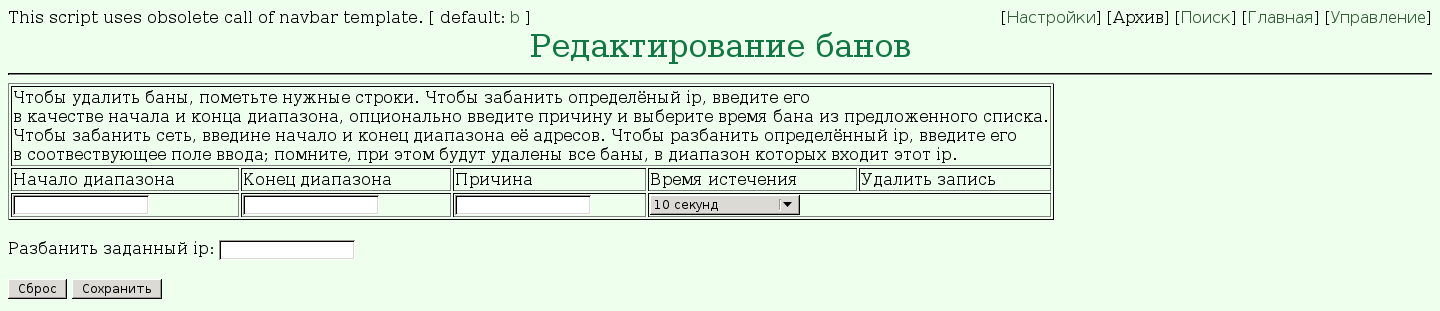 This script uses obsolete call of navbar template. [ default: b ]
[Настройки] [Архив] [Поиск] [Главная] [Управление]
Редактирование банов
Чтобы удалить баны, пометьте нужные строки. Чтобы забанить определёный ip, введите его
в качестве начала и конца диапазона, опционально введите причину и выберите время бана из предложенного списка.
Чтобы забанить сеть, введине начало и конец диапазона её адресов. Чтобы разбанить определённый ip, введите его
в соотвествующее поле ввода; помните, при этом будут удалены все баны, в диапазон которых входит этот ip.
Начало диапазона Конец диапазона Причина Время истечения Удалить запись
10 секунд
Разбанить заданный ip:
Сброс Сохранить